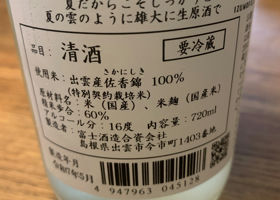 夏だからこそしっかりと
夏の雲のように雄大に生原酒で
品目：清酒
要冷蔵
さかにしき
使用米：出雲産佐香錦 100%
（特別契約栽培米）
原材料名：米（国産）、米麹（国産米）
精米歩合：60%
アルコール分：16度 内容量：720ml
製造者：富士酒造合資会社
島根県出雲市今市町1403番地
製造年月
令和7年5月
4 947963 045128